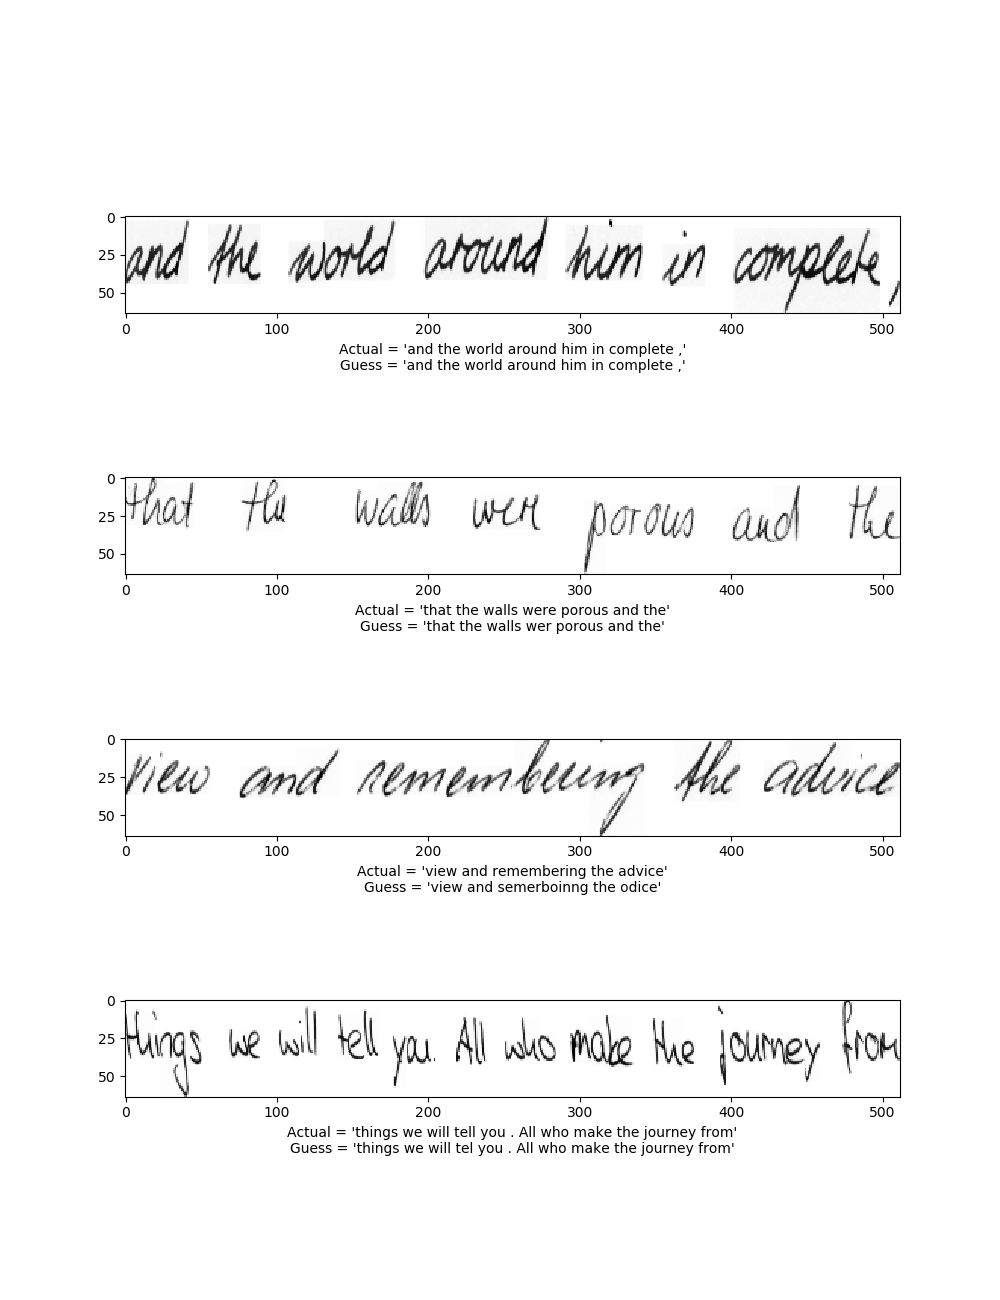 0
25
50
and the world around him in complete,
0 100 200 300 400 500
Actual = 'and the world around him in complete ,'
Guess = 'and the world around him in complete ,'
0
25
50
that the walls were porous and the
0 100 200 300 400 500
Actual = 'that the walls were porous and the'
Guess = 'that the walls wer porous and the'
0
25
50
view and remembering the advice
0 100 200 300 400 500
Actual = 'view and remembering the advice'
Guess = 'view and semerboinng the odice'
0
25
50
things we will tell you. All who make the journey from
0 100 200 300 400 500
Actual = 'things we will tell you . All who make the journey from'
Guess = 'things we will tel you . All who make the journey from'